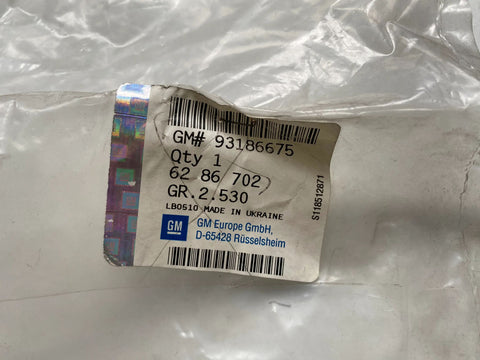 GM# 93186675
Qty 1
62 86 702
GR.2.530
LB0510 MADE IN UKRAINE
GM
GM Europe GmbH,
D-65428 Rüsselsheim
S118512871